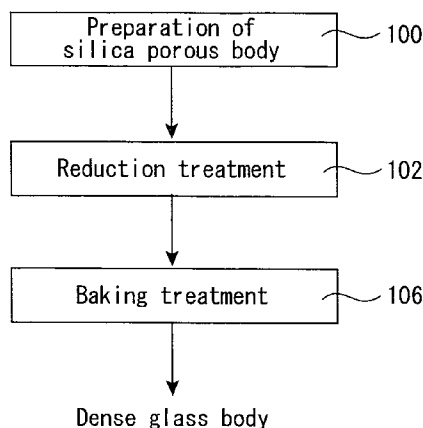 Preparation of
silica porous body
100
Reduction treatment
102
Baking treatment
106
Dense glass body